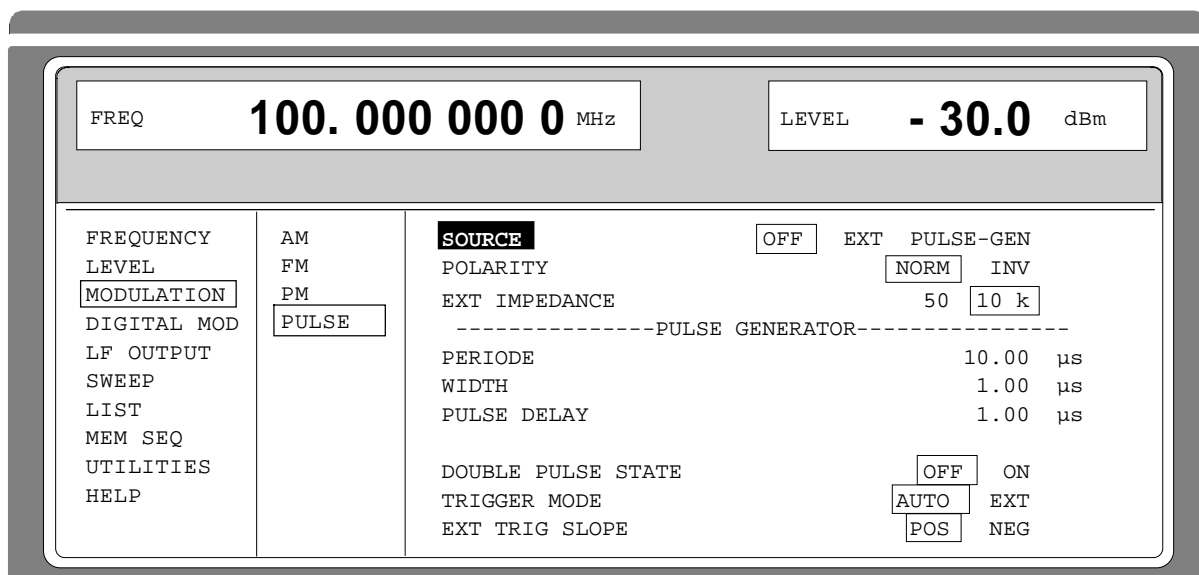 FREQ 100. 000 000 0 MHz LEVEL - 30.0 dBm
FREQUENCY AM SOURCE OFF EXT PULSE-GEN
LEVEL FM POLARITY NORM INV
MODULATION PM EXT IMPEDANCE 50 10 k
DIGITAL MOD PULSE ---------------PULSE GENERATOR----------------
LF OUTPUT PERIODE 10.00 µs
SWEEP WIDTH 1.00 µs
LIST PULSE DELAY 1.00 µs
MEM SEQ
UTILITIES DOUBLE PULSE STATE OFF ON
HELP TRIGGER MODE AUTO EXT
EXT TRIG SLOPE POS NEG